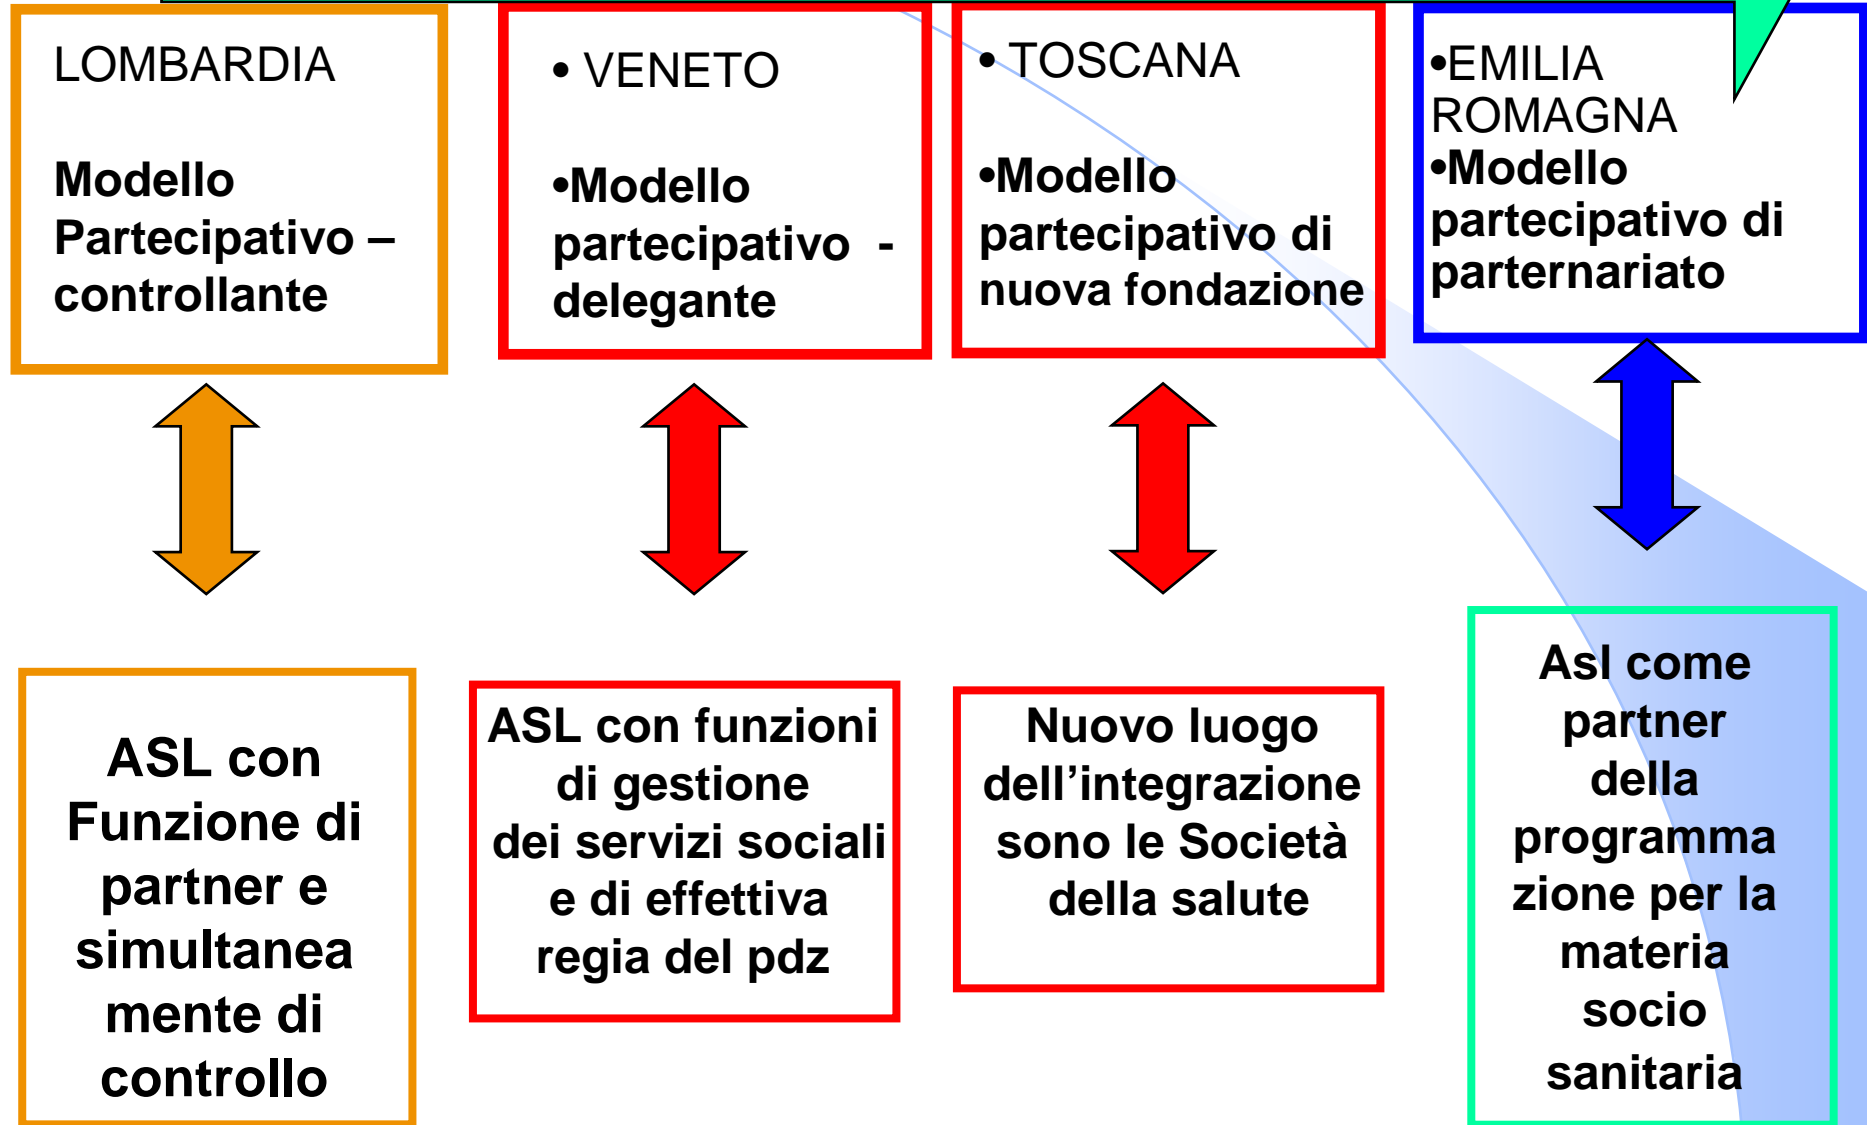 LOMBARDIA
Modello
Partecipativo –
controllante
• VENETO
•Modello
partecipativo -
delegante
• TOSCANA
•Modello
partecipativo di
nuova fondazione
•EMILIA
ROMAGNA
•Modello
partecipativo di
parternariato
ASL con
Funzione di
partner e
simultanea
mente di
controllo
ASL con funzioni
di gestione
dei servizi sociali
e di effettiva
regia del pdz
Nuovo luogo
dell’integrazione
sono le Società
della salute
Asl come
partner
della
programma
zione per la
materia
socio
sanitaria